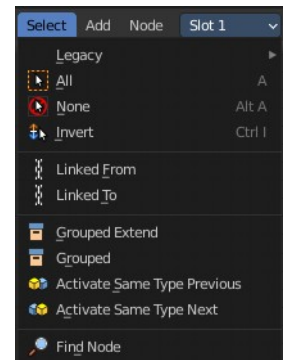 Select Add Node Slot 1
Legacy
All A
None Alt A
Invert Ctrl I
Linked From
Linked To
Grouped Extend
Grouped
Activate Same Type Previous
Activate Same Type Next
Find Node